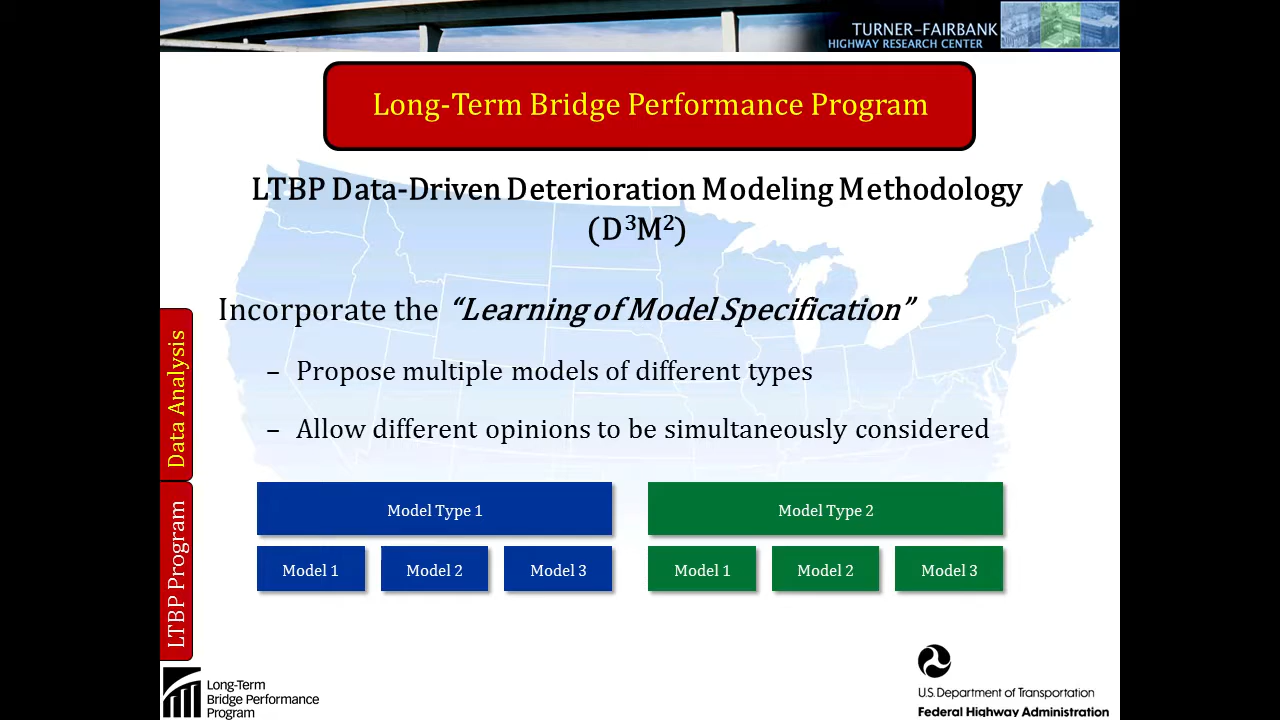 TURNER–FAIRBANK
HIGHWAY RESEARCH CENTER
Long-Term Bridge Performance Program
LTBP Data-Driven Deterioration Modeling Methodology
(D³M²)
Incorporate the “Learning of Model Specification”
– Propose multiple models of different types
– Allow different opinions to be simultaneously considered
Data Analysis
LTBP Program
Model Type 1
Model Type 2
Model 1
Model 2
Model 3
Model 1
Model 2
Model 3
Long-Term
Bridge Performance
Program
U.S. Department of Transportation
Federal Highway Administration